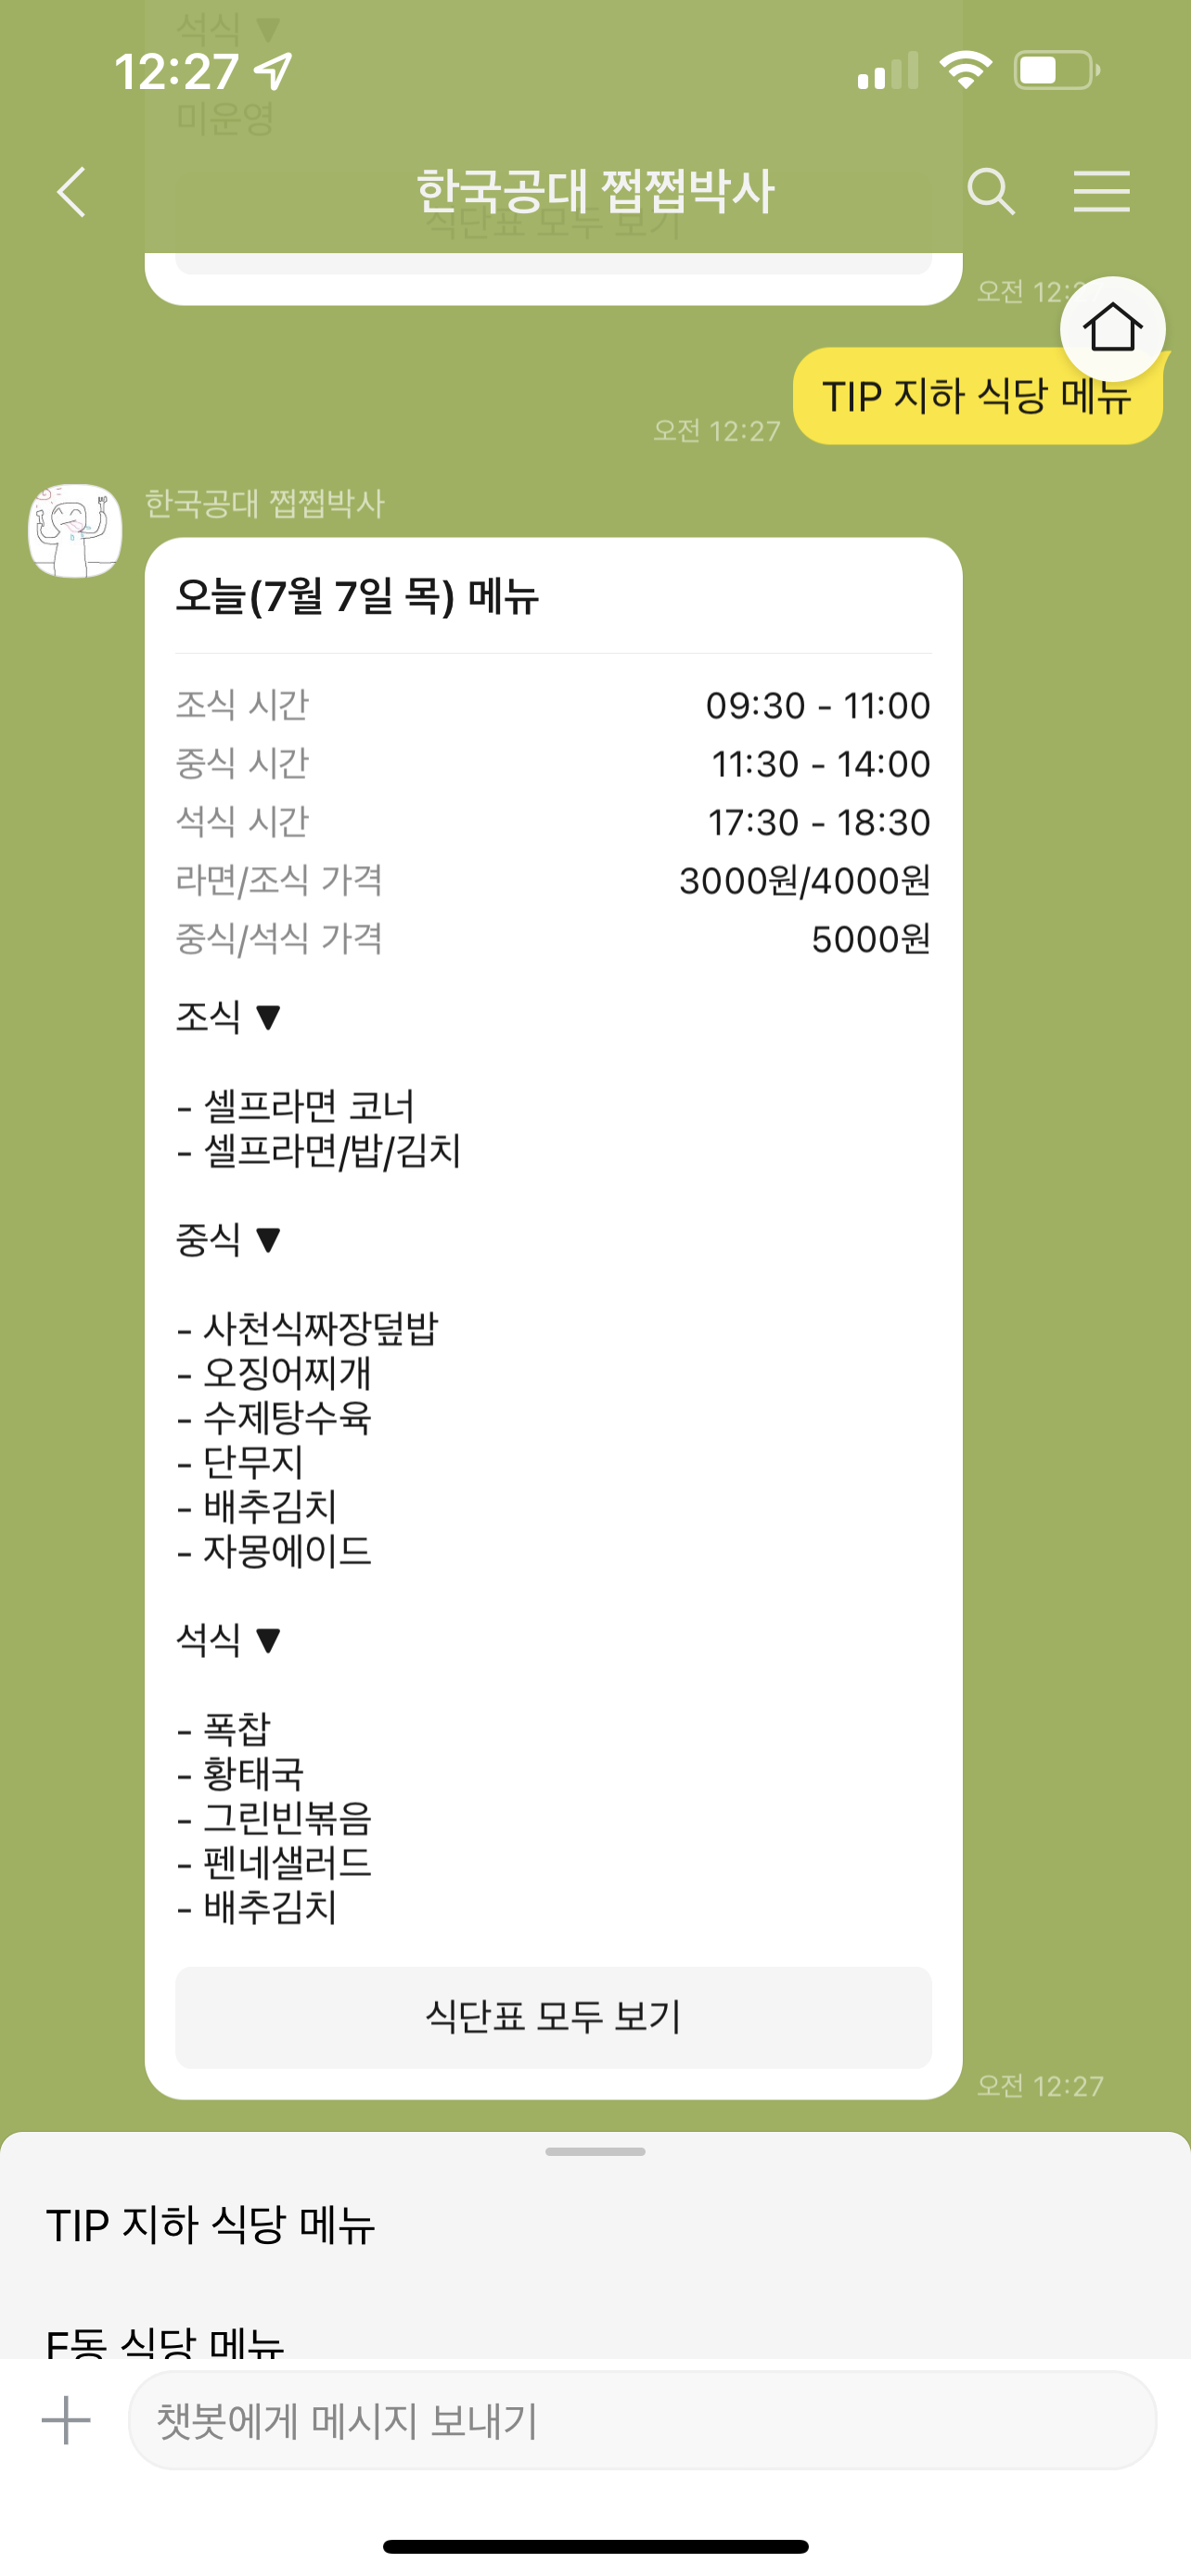 석식 ▼
12:27
미운영
한국공대 쩝쩝박사
식단표 모두 보기
오전 12:27
TIP 지하 식당 메뉴
오전 12:27
한국공대 쩝쩝박사
오늘(7월 7일 목) 메뉴
조식 시간 09:30 - 11:00
중식 시간 11:30 - 14:00
석식 시간 17:30 - 18:30
라면/조식 가격 3000원/4000원
중식/석식 가격 5000원
조식 ▼
- 셀프라면 코너
- 셀프라면/밥/김치
중식 ▼
- 사천식짜장덮밥
- 오징어찌개
- 수제탕수육
- 단무지
- 배추김치
- 자몽에이드
석식 ▼
- 폭찹
- 황태국
- 그린빈볶음
- 펜네샐러드
- 배추김치
식단표 모두 보기
오전 12:27
TIP 지하 식당 메뉴
E동 식당 메뉴
챗봇에게 메시지 보내기